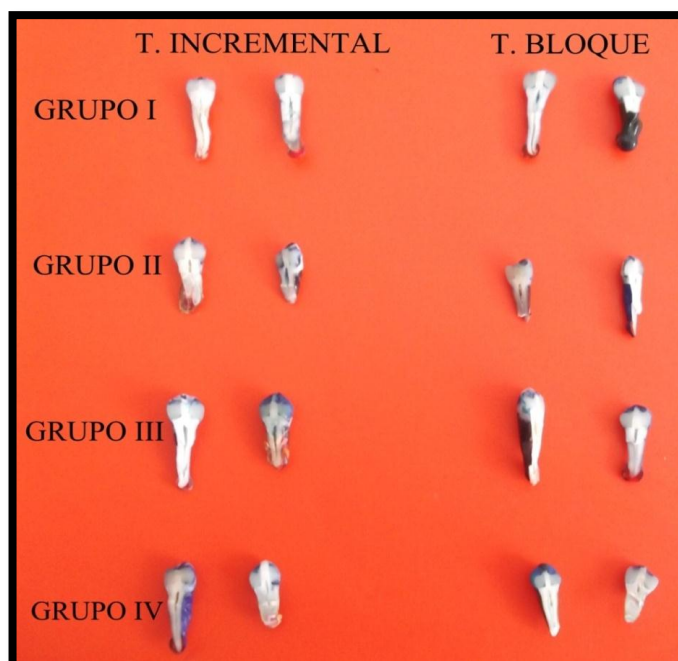 T. INCREMENTAL T. BLOQUE
GRUPO I
GRUPO II
GRUPO III
GRUPO IV